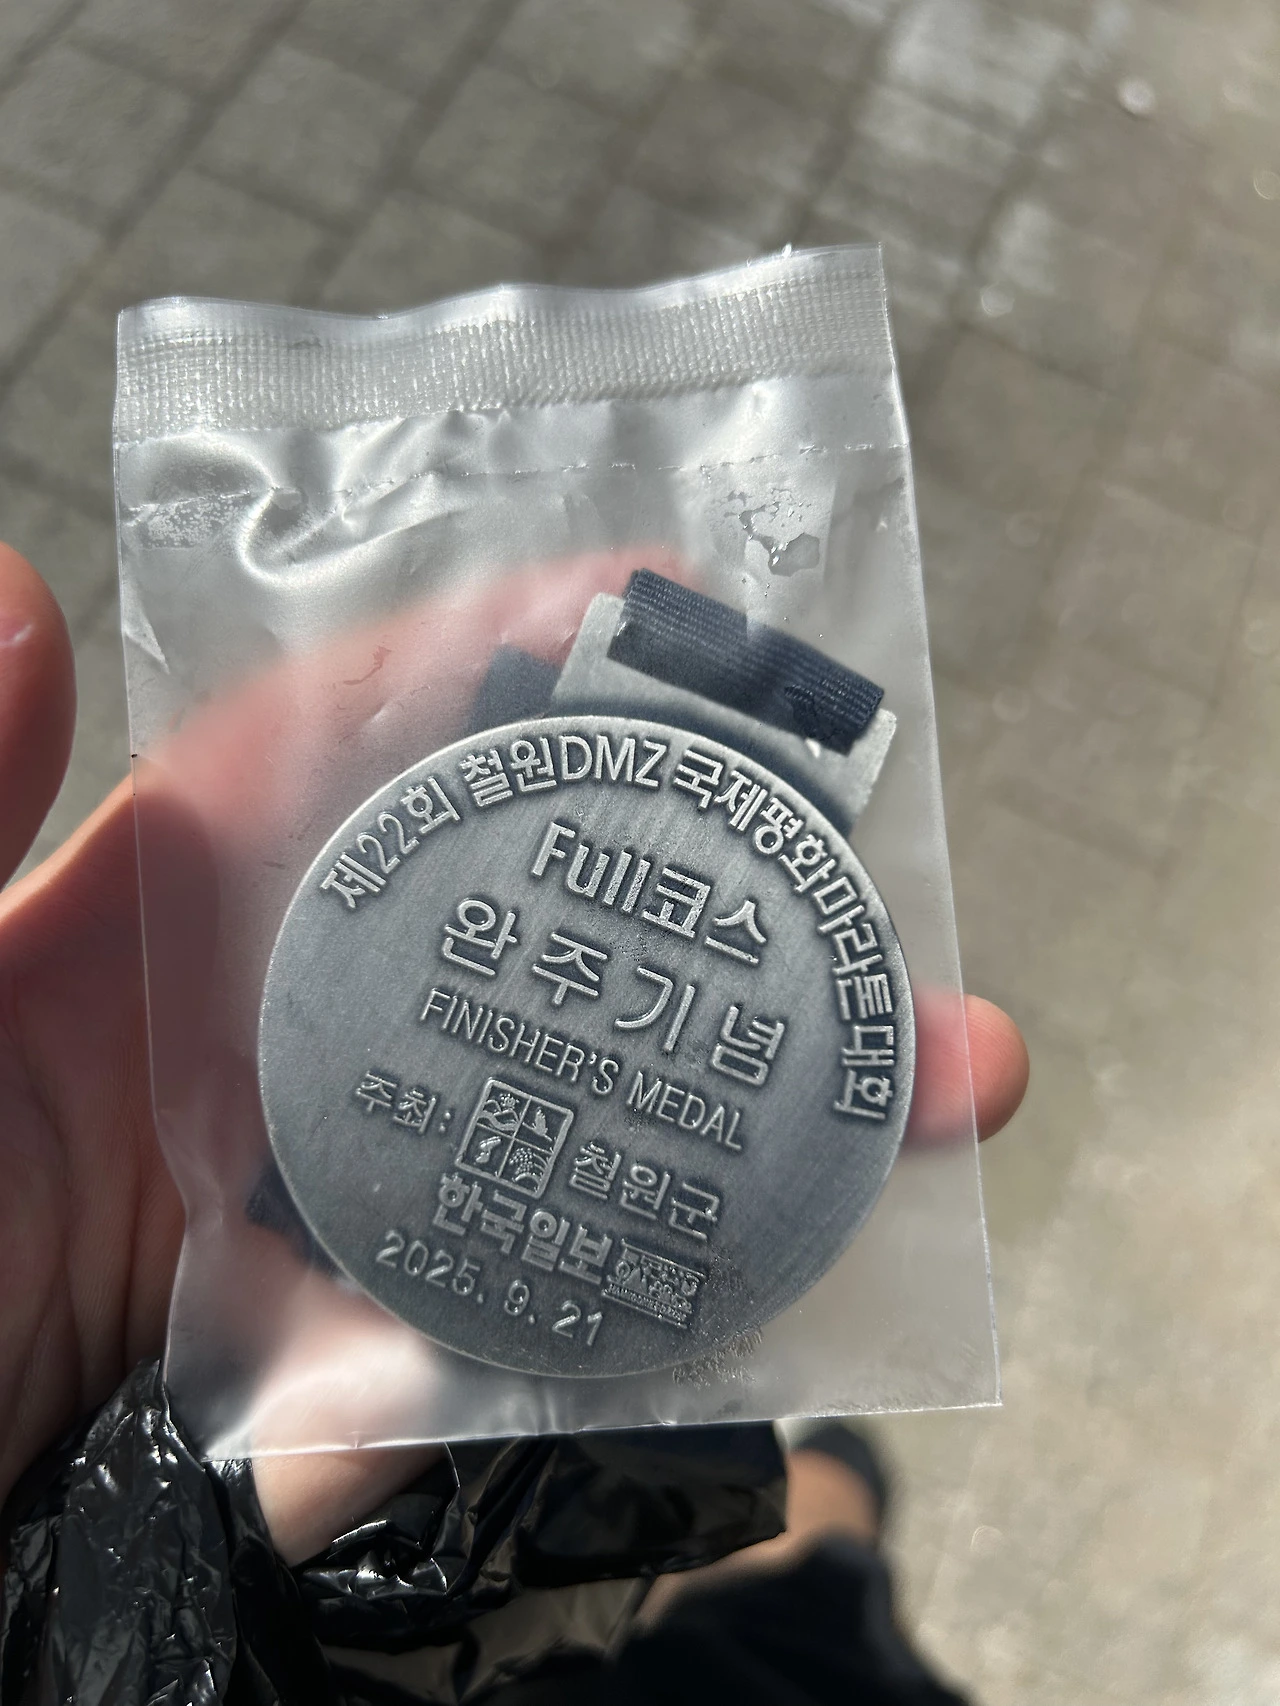 제22회 철원DMZ 국제평화마라톤대회
Full코스
완주기념
FINISHER'S MEDAL
주최: 철원군
한국일보
2025. 9. 21